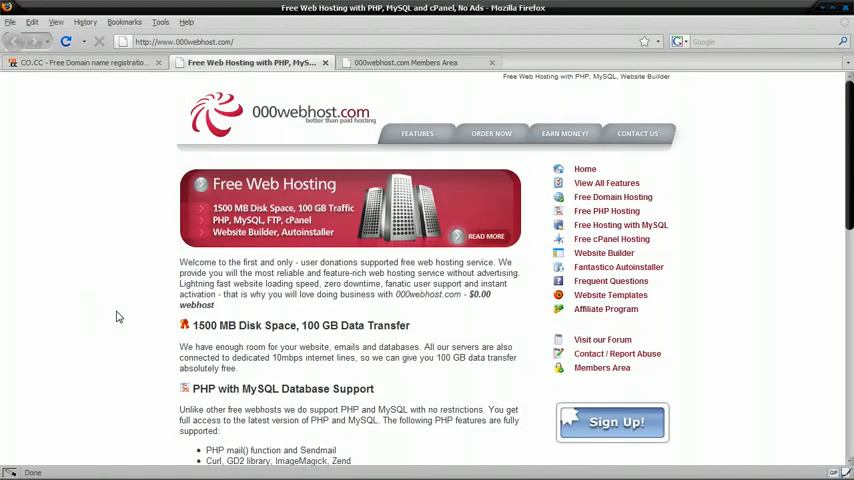 Free Web Hosting with PHP, MySQL and cPanel, No Ads - Mozilla Firefox
File Edit View History Bookmarks Tools Help
http://www.000webhost.com/
Google
CO.CC - Free Domain name registratio...
Free Web Hosting with PHP, MyS...
000webhost.com Members Area
Free Web Hosting with PHP, MySQL, Website Builder
000webhost.com
better than paid hosting
FEATURES
ORDER NOW
EARN MONEY!
CONTACT US
Free Web Hosting
1500 MB Disk Space, 100 GB Traffic
PHP, MySQL, FTP, cPanel
Website Builder, Autoinstaller
READ MORE
Welcome to the first and only - user donations supported free web hosting service. We
provide you will the most reliable and feature-rich web hosting service without advertising.
Lightning fast website loading speed, zero downtime, fanatic user support and instant
activation - that is why you will love doing business with 000webhost.com - $0.00
webhost
1500 MB Disk Space, 100 GB Data Transfer
We have enough room for your website, emails and databases. All our servers are also
connected to dedicated 10mbps internet lines, so we can give you 100 GB data transfer
absolutely free.
PHP with MySQL Database Support
Unlike other free webhosts we do support PHP and MySQL with no restrictions. You get
full access to the latest version of PHP and MySQL. The following PHP features are fully
supported:
PHP mail() function and Sendmail
Curl, GD2 library, ImageMagick, Zend
Home
View All Features
Free Domain Hosting
Free PHP Hosting
Free Hosting with MySQL
Free cPanel Hosting
Website Builder
Fantastico Autoinstaller
Frequent Questions
Website Templates
Affiliate Program
Visit our Forum
Contact / Report Abuse
Members Area
Sign Up!
Done